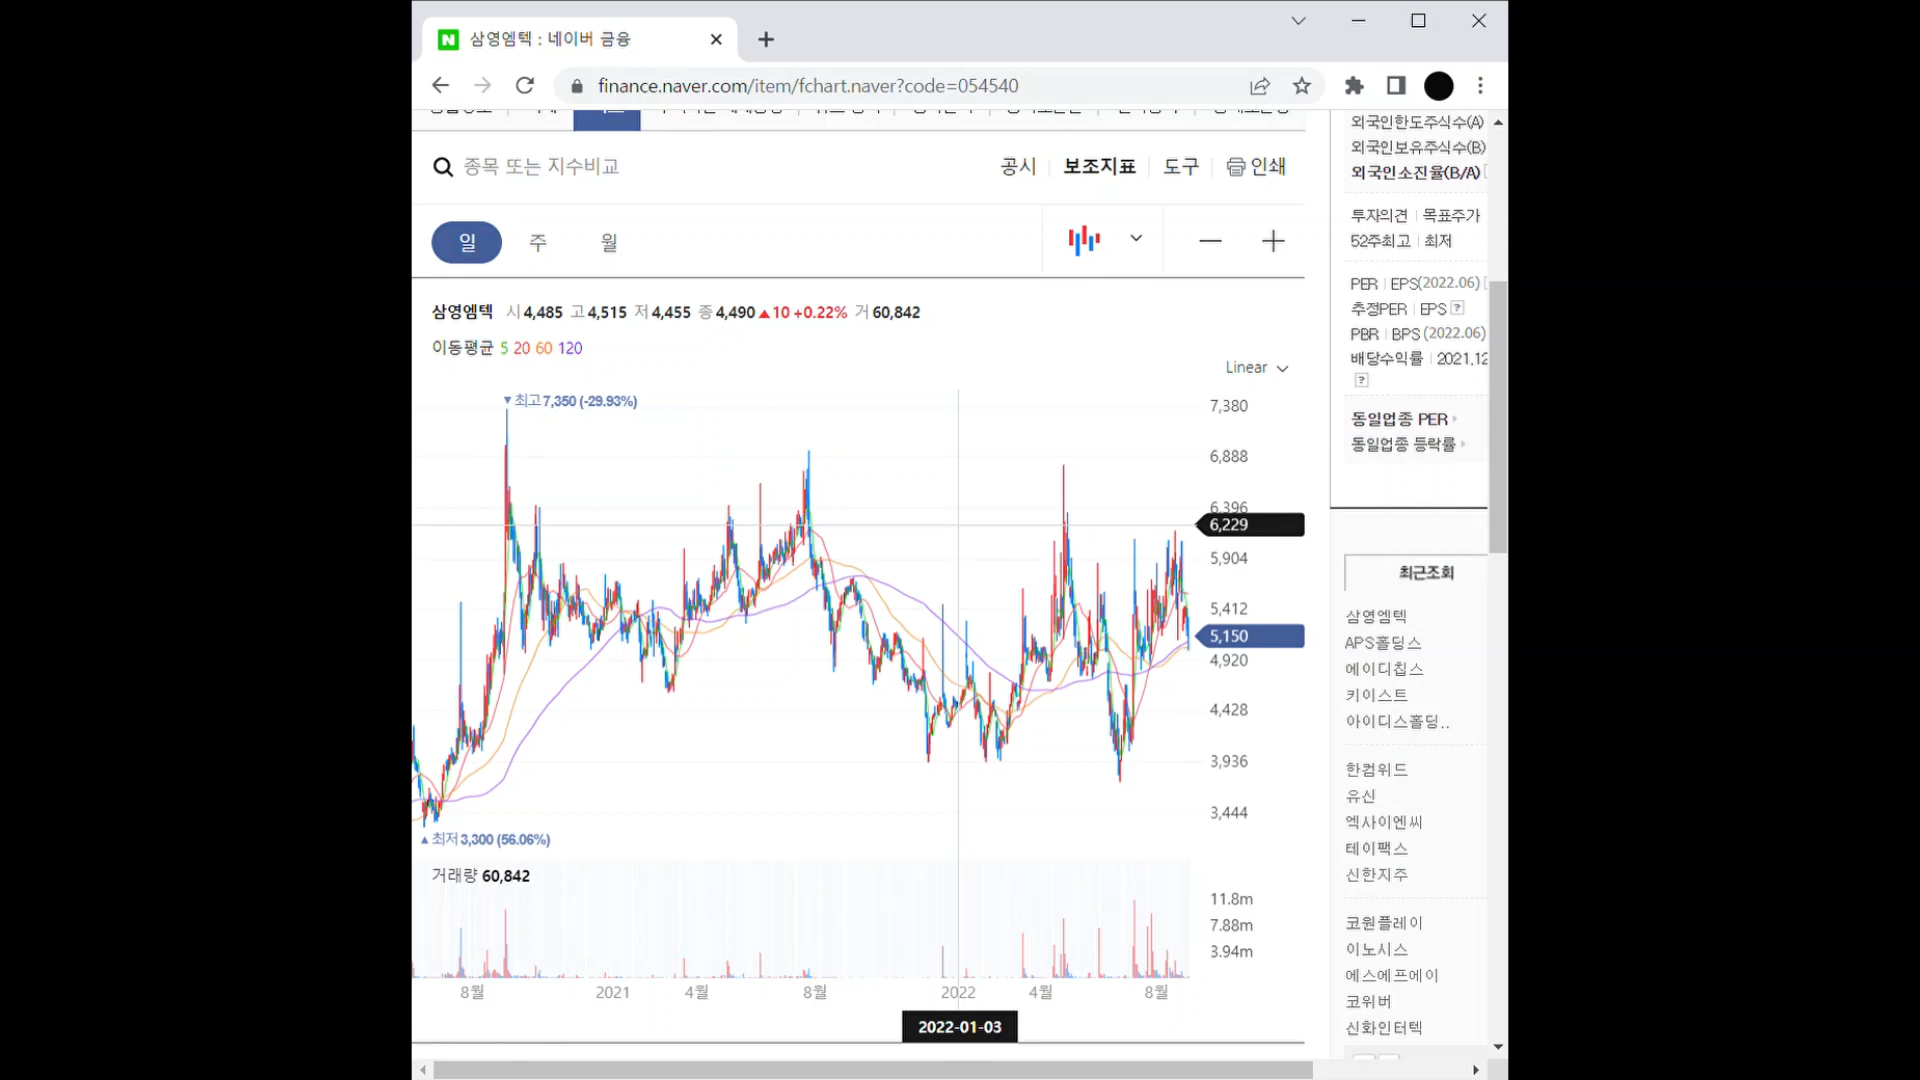 삼영엠텍 : 네이버 금융
finance.naver.com/item/fchart.naver?code=054540
종목 또는 지수비교
공시
보조지표
도구
인쇄
일
주
월
삼영엠텍 시 4,485 고 4,515 저 4,455 종 4,490 ▲10 +0.22% 거 60,842
이동평균 5 20 60 120
Linear
▼최고7,350 (-29.93%)
7,380
6,888
6,396
6,229
5,904
5,412
5,150
4,920
4,428
3,936
3,444
▲최저3,300 (56.06%)
거래량 60,842
11.8m
7.88m
3.94m
8월 2021 4월 8월 2022 4월 8월
2022-01-03
외국인한도주식수(A)
외국인보유주식수(B)
외국인소진율(B/A)
투자의견 | 목표주가
52주최고 | 최저
PER | EPS(2022.06)
추정PER | EPS ?
PBR | BPS (2022.06)
배당수익률 | 2021.12
?
동일업종 PER
동일업종 등락률
최근조회
삼영엠텍
APS홀딩스
에이디칩스
키이스트
아이디스홀딩..
한컴위드
유신
엑사이엔씨
테이팩스
신한지주
코원플레이
이노시스
에스에프에이
코위버
신화인터텍